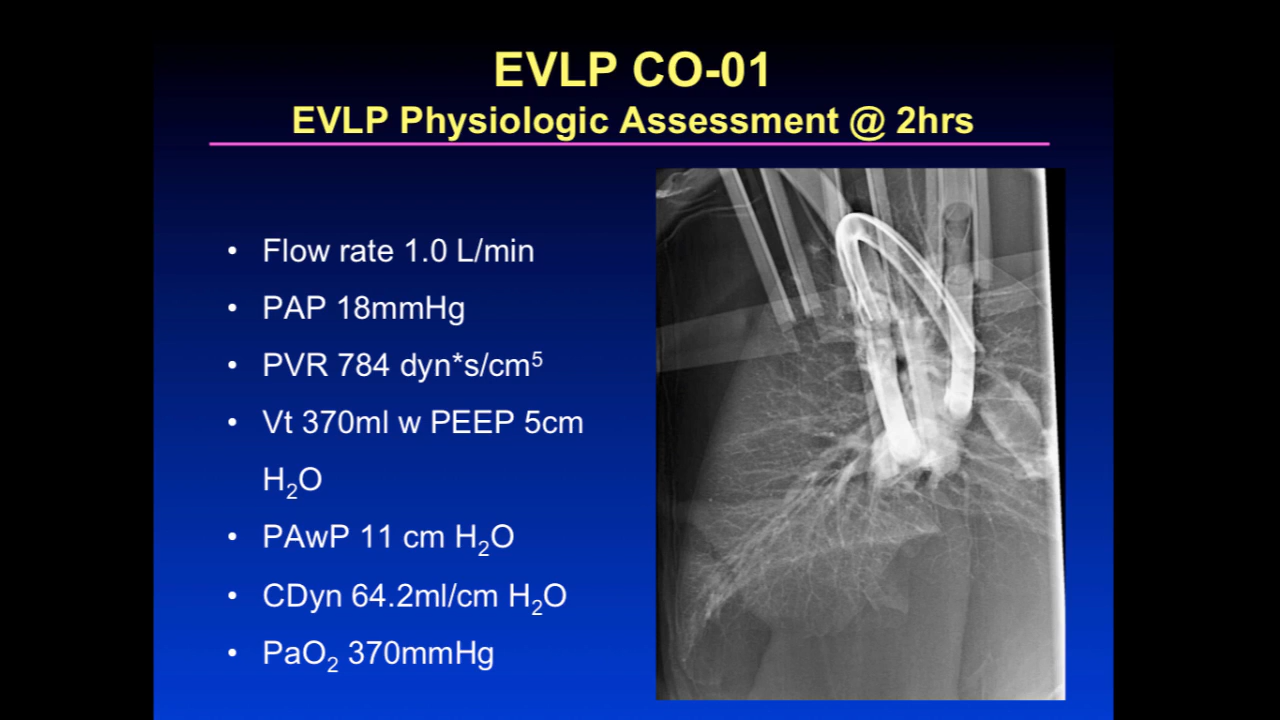 EVLP CO-01
EVLP Physiologic Assessment @ 2hrs
• Flow rate 1.0 L/min
• PAP 18mmHg
• PVR 784 dyn*s/cm⁵
• Vt 370ml w PEEP 5cm
H₂O
• PAwP 11 cm H₂O
• CDyn 64.2ml/cm H₂O
• PaO₂ 370mmHg